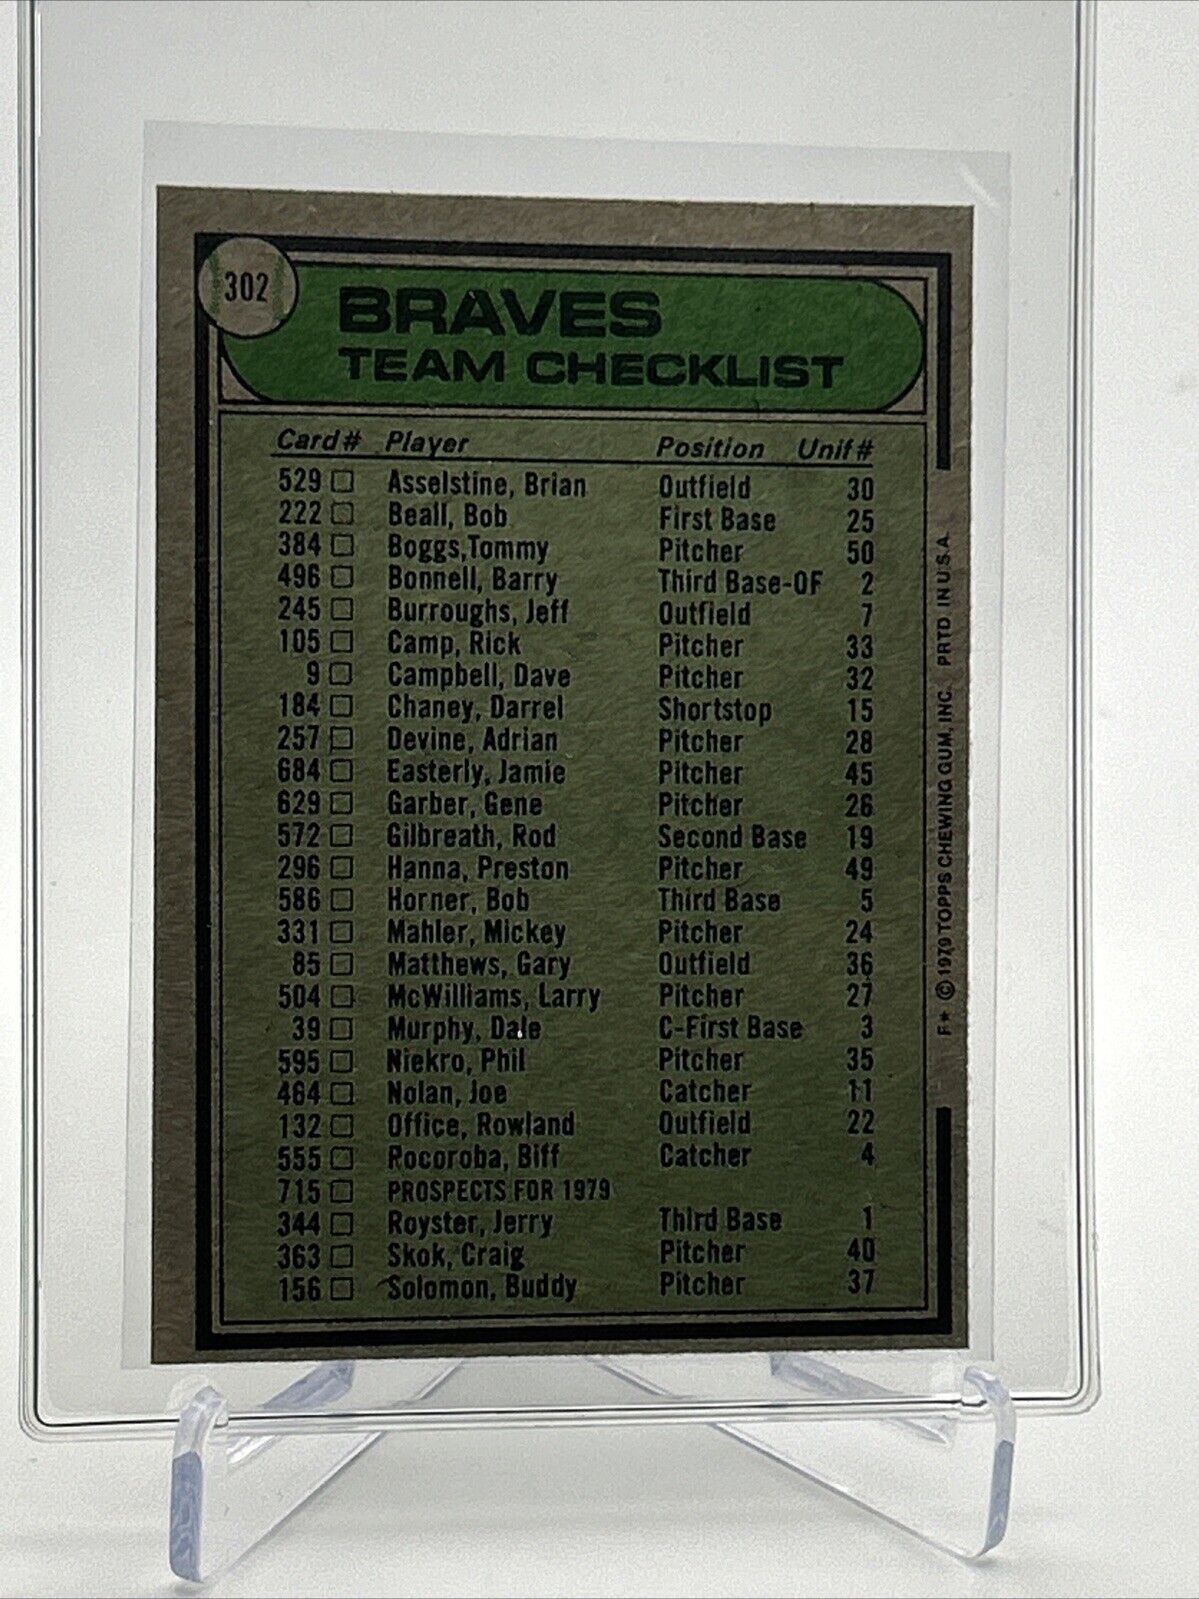 302
BRAVES
TEAM CHECKLIST
Card # Player Position Unif #
529 □ Asselstine, Brian Outfield 30
222 □ Beall, Bob First Base 25
384 □ Boggs,Tommy Pitcher 50
496 □ Bonnell, Barry Third Base-OF 2
245 □ Burroughs, Jeff Outfield 7
105 □ Camp, Rick Pitcher 33
9 □ Campbell, Dave Pitcher 32
184 □ Chaney, Darrel Shortstop 15
257 □ Devine, Adrian Pitcher 28
684 □ Easterly, Jamie Pitcher 45
629 □ Garber, Gene Pitcher 26
572 □ Gilbreath, Rod Second Base 19
296 □ Hanna, Preston Pitcher 49
586 □ Horner, Bob Third Base 5
331 □ Mahler, Mickey Pitcher 24
85 □ Matthews, Gary Outfield 36
504 □ McWilliams, Larry Pitcher 27
39 □ Murphy, Dale C-First Base 3
595 □ Niekro, Phil Pitcher 35
464 □ Nolan, Joe Catcher 11
132 □ Office, Rowland Outfield 22
555 □ Rocoroba, Biff Catcher 4
715 □ PROSPECTS FOR 1979
344 □ Royster, Jerry Third Base 1
363 □ Skok, Craig Pitcher 40
156 □ Solomon, Buddy Pitcher 37
F* © 1979 TOPPS CHEWING GUM, INC. PRTD. IN U.S.A.